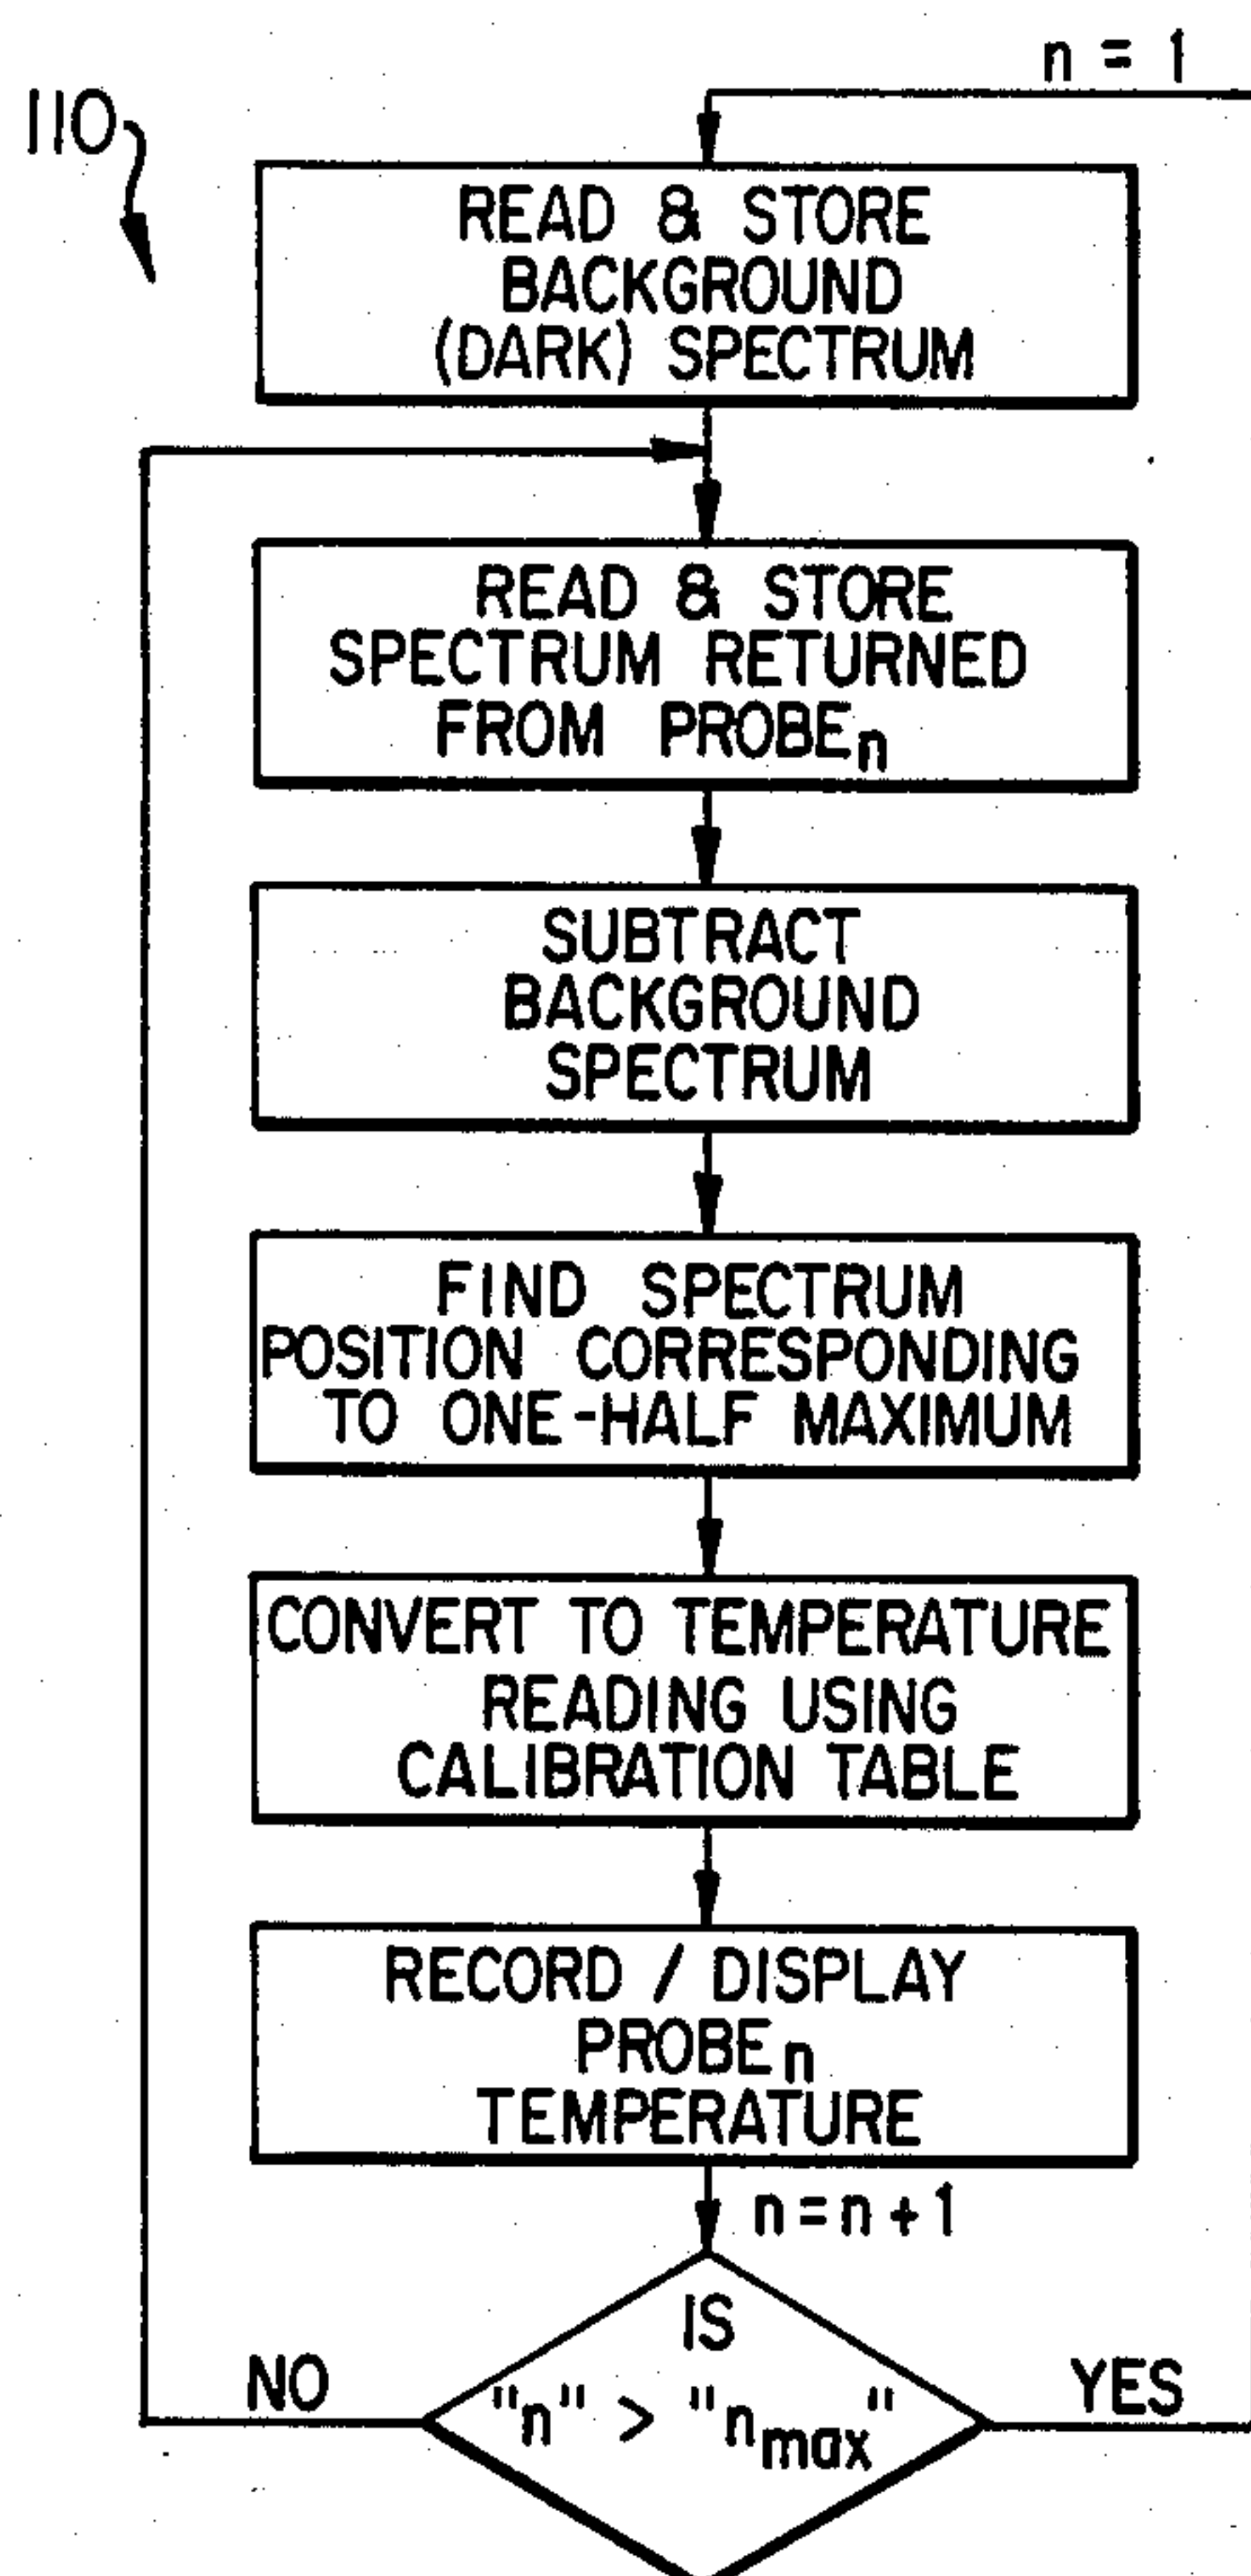 n = 1
110
READ & STORE
BACKGROUND
(DARK) SPECTRUM
READ & STORE
SPECTRUM RETURNED
FROM PROBEn
SUBTRACT
BACKGROUND
SPECTRUM
FIND SPECTRUM
POSITION CORRESPONDING
TO ONE-HALF MAXIMUM
CONVERT TO TEMPERATURE
READING USING
CALIBRATION TABLE
RECORD / DISPLAY
PROBEn
TEMPERATURE
n = n + 1
IS
"n" > "nmax"
NO
YES